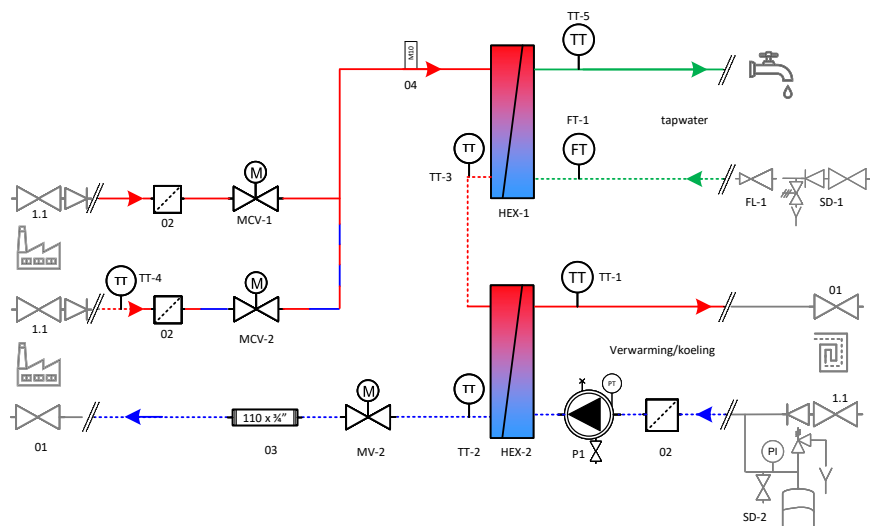 TT-5
TT
M10
04
FT-1
tapwater
TT
FT
TT-3
1.1
02
MCV-1
HEX-1
FL-1
SD-1
M
TT
TT-4
TT
TT-1
01
M
1.1
02
MCV-2
Verwarming/koeling
M
TT
PT
1.1
110 x ¾"
01
03
MV-2
TT-2
HEX-2
P1
02
PI
SD-2